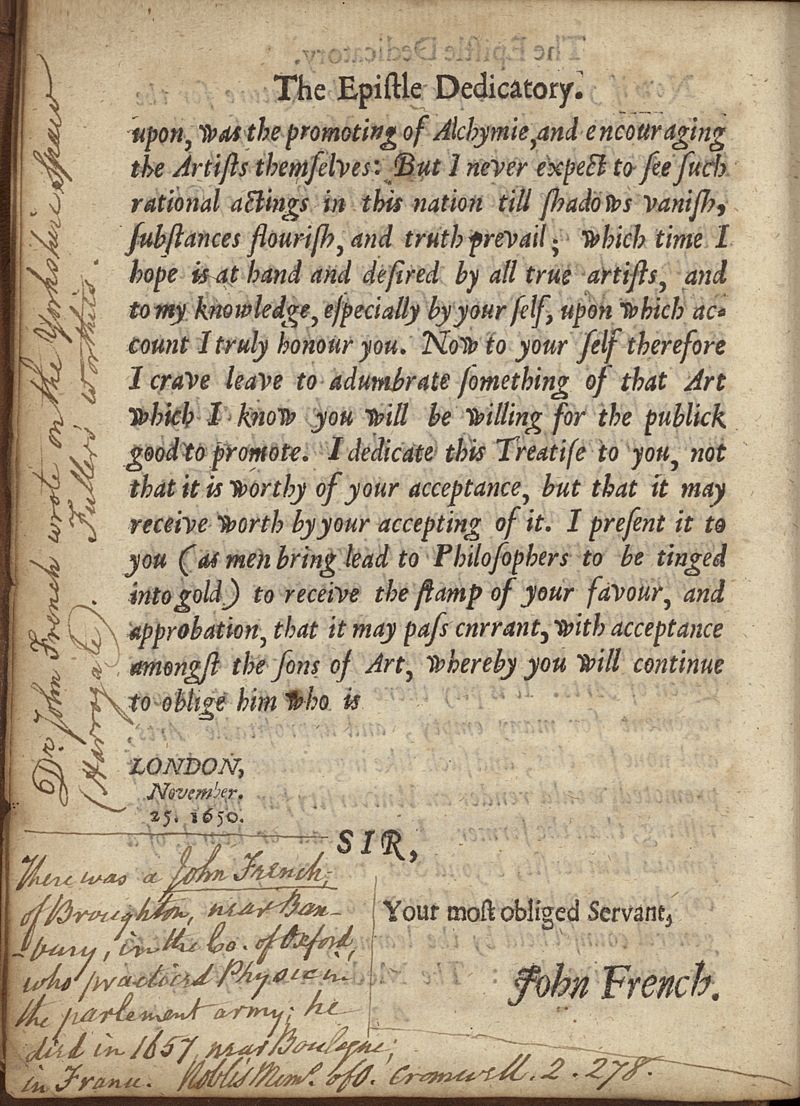 The Epiſtle Dedicatory.
upon, was the promoting of Alchymie, and encouraging
the Artiſts themſelves: But I never expect to ſee ſuch
rational actings in this nation till ſhadows vaniſh,
ſubſtances flouriſh, and truth prevail; which time I
hope is at hand and deſired by all true artiſts, and
to my knowledge, eſpecially by your ſelf, upon which ac-
count I truly honour you. Now to your ſelf therefore
I crave leave to adumbrate ſomething of that Art
which I know you will be willing for the publick
good to promote. I dedicate this Treatiſe to you, not
that it is worthy of your acceptance, but that it may
receive worth by your accepting of it. I preſent it to
you (as men bring lead to Philoſophers to be tinged
into gold) to receive the ſtamp of your favour, and
approbation, that it may paſs cnrrant, with acceptance
amongſt the ſons of Art, whereby you will continue
to oblige him who is
LONDON,
November.
25. 1650.
SIR,
Your moſt obliged Servant,
John French.
Dr. John French wrote on the Yorkshire Spaw
(Harrogate). Fuller's worthies.
There was a John French,
of Broughton, near Ban-
-bury, in the Co. of Oxford,
who practiced Physic in
the parlement army; he
died in 1657, near Boulogne;
in France. Nobles Mem.s of O. Cromwell. 2. 278.